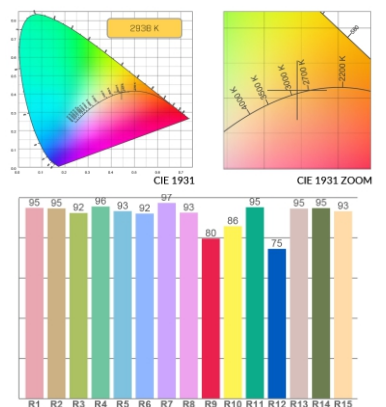 2938 K
CIE 1931
580
4000 K
3500 K
3000 K
2700 K
2200 K
CIE 1931 ZOOM
95 95 92 96 93 92 97 93 80 86 95 75 95 95 93
R1 R2 R3 R4 R5 R6 R7 R8 R9 R10 R11 R12 R13 R14 R15